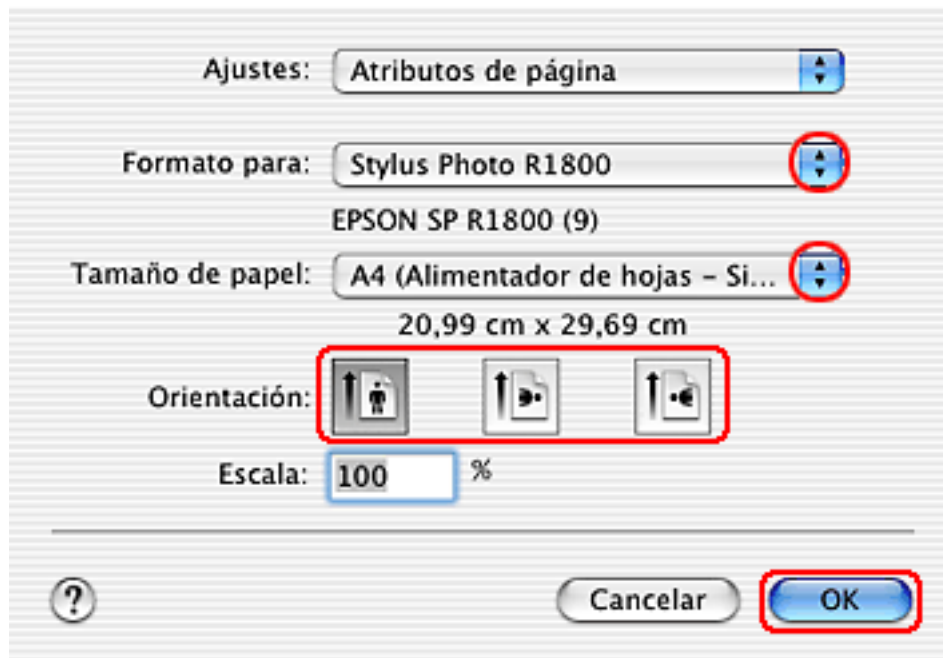 Ajustes: Atributos de página
Formato para: Stylus Photo R1800
EPSON SP R1800 (9)
Tamaño de papel: A4 (Alimentador de hojas – Si...
20,99 cm x 29,69 cm
Orientación:
Escala: 100 %
? Cancelar OK